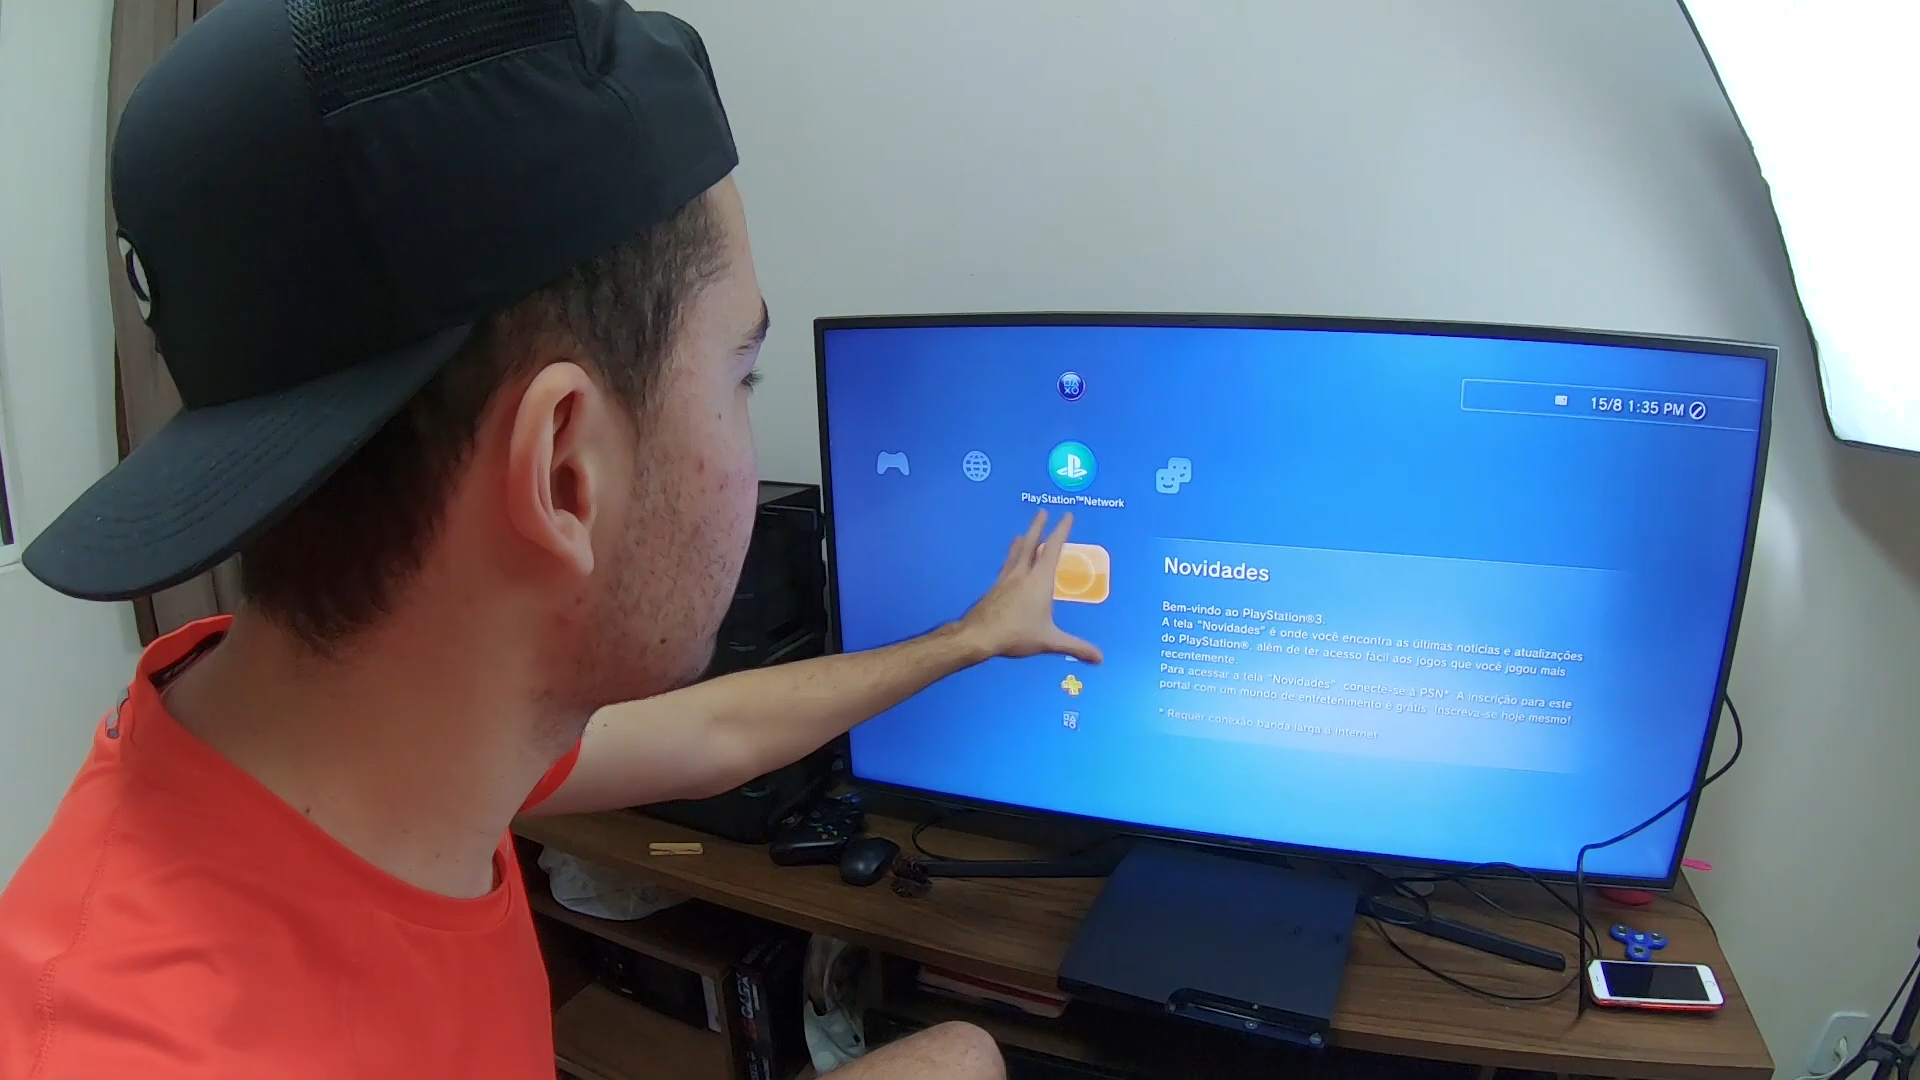 15/8 1:35 PM
PlayStation™Network
Novidades
Bem-vindo ao PlayStation®3.
A tela "Novidades" é onde você encontra as últimas notícias e atualizações
do PlayStation®, além de ter acesso fácil aos jogos que você jogou mais
recentemente.
Para acessar a tela "Novidades", conecte-se à PSN*. A inscrição para este
portal com um mundo de entretenimento é grátis. Inscreva-se hoje mesmo!
* Requer conexão banda larga à Internet